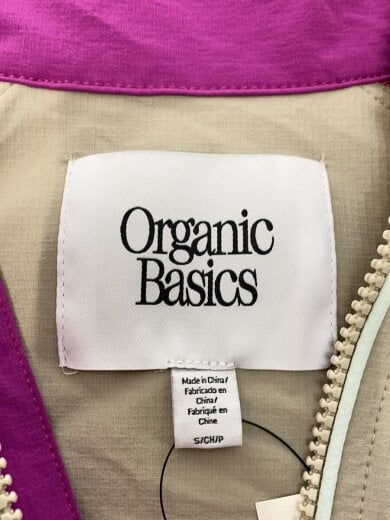 Organic
Basics
Made in China/
Fabricado en
China/
Fabriqué en
Chine
S/CH/P